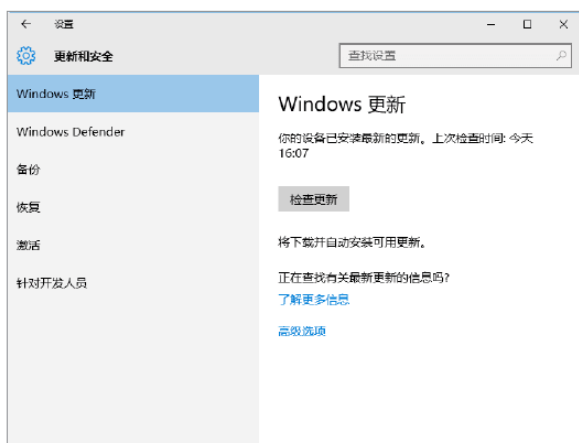 设置
更新和安全
查找设置
Windows 更新
Windows Defender
备份
恢复
激活
针对开发人员
Windows 更新
你的设备已安装最新的更新。上次检查时间: 今天
16:07
检查更新
将下载并自动安装可用更新。
正在查找有关最新更新的信息吗?
了解更多信息
高级选项